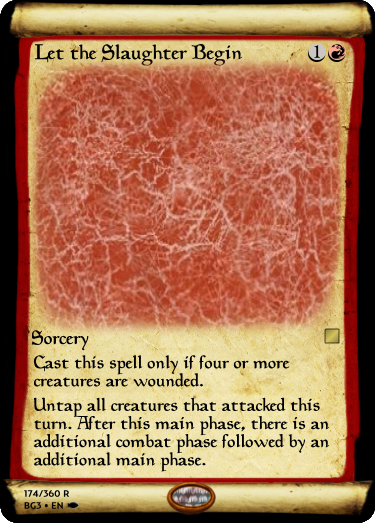 Let the Slaughter Begin 1
Sorcery
Cast this spell only if four or more
creatures are wounded.
Untap all creatures that attacked this
turn. After this main phase, there is an
additional combat phase followed by an
additional main phase.
174/360 R
BG3 • EN